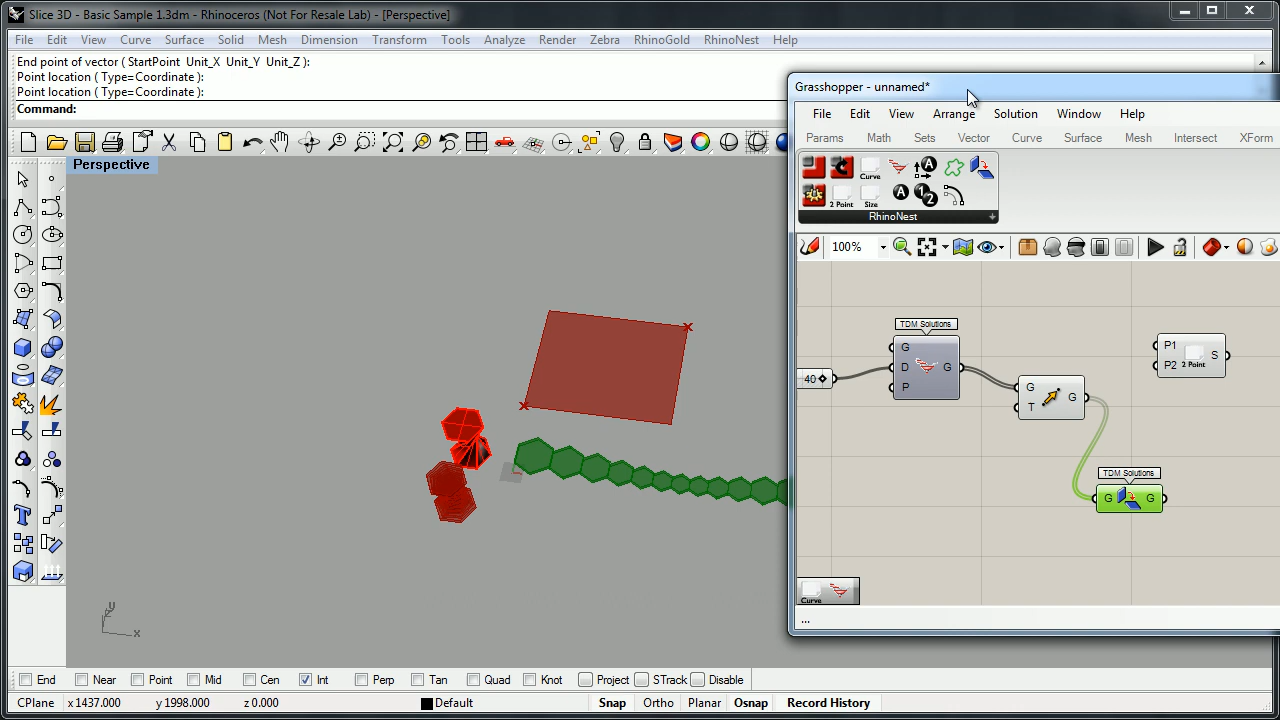 Slice 3D - Basic Sample 1.3dm - Rhinoceros (Not For Resale Lab) - [Perspective]
File Edit View Curve Surface Solid Mesh Dimension Transform Tools Analyze Render Zebra RhinoGold RhinoNest Help
End point of vector ( StartPoint Unit_X Unit_Y Unit_Z ):
Point location ( Type=Coordinate ):
Point location ( Type=Coordinate ):
Command:
Perspective
Grasshopper - unnamed*
File Edit View Arrange Solution Window Help
Params Math Sets Vector Curve Surface Mesh Intersect XForm
Curve A
2 Point Size A 1 2
RhinoNest
100%
TDM Solutions
G
D G
P
40
G
T G
P1
P2 S
2 Point
TDM Solutions
G G
Curve
...
y
x
End Near Point Mid Cen Int Perp Tan Quad Knot Project STrack Disable
CPlane x 1437.000 y 1998.000 z 0.000 Default Snap Ortho Planar Osnap Record History